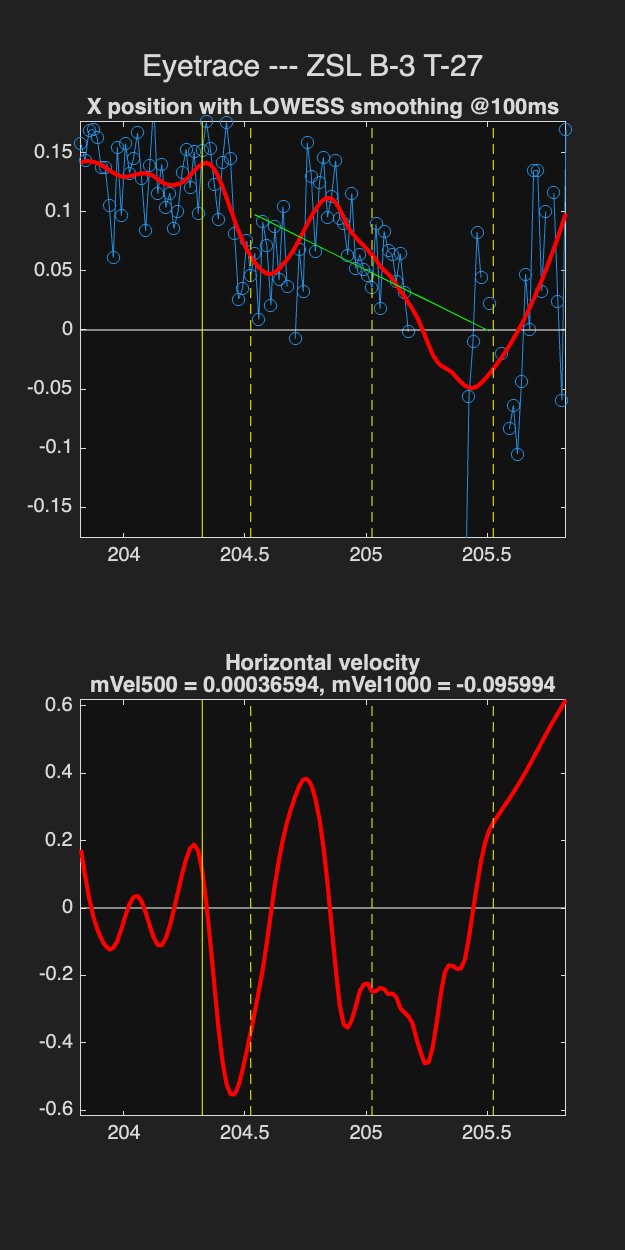 Eyetrace --- ZSL B-3 T-27
X position with LOWESS smoothing @100ms
0.15
0.1
0.05
0
-0.05
-0.1
-0.15
204 204.5 205 205.5
Horizontal velocity
mVel500 = 0.00036594, mVel1000 = -0.095994
0.6
0.4
0.2
0
-0.2
-0.4
-0.6
204 204.5 205 205.5